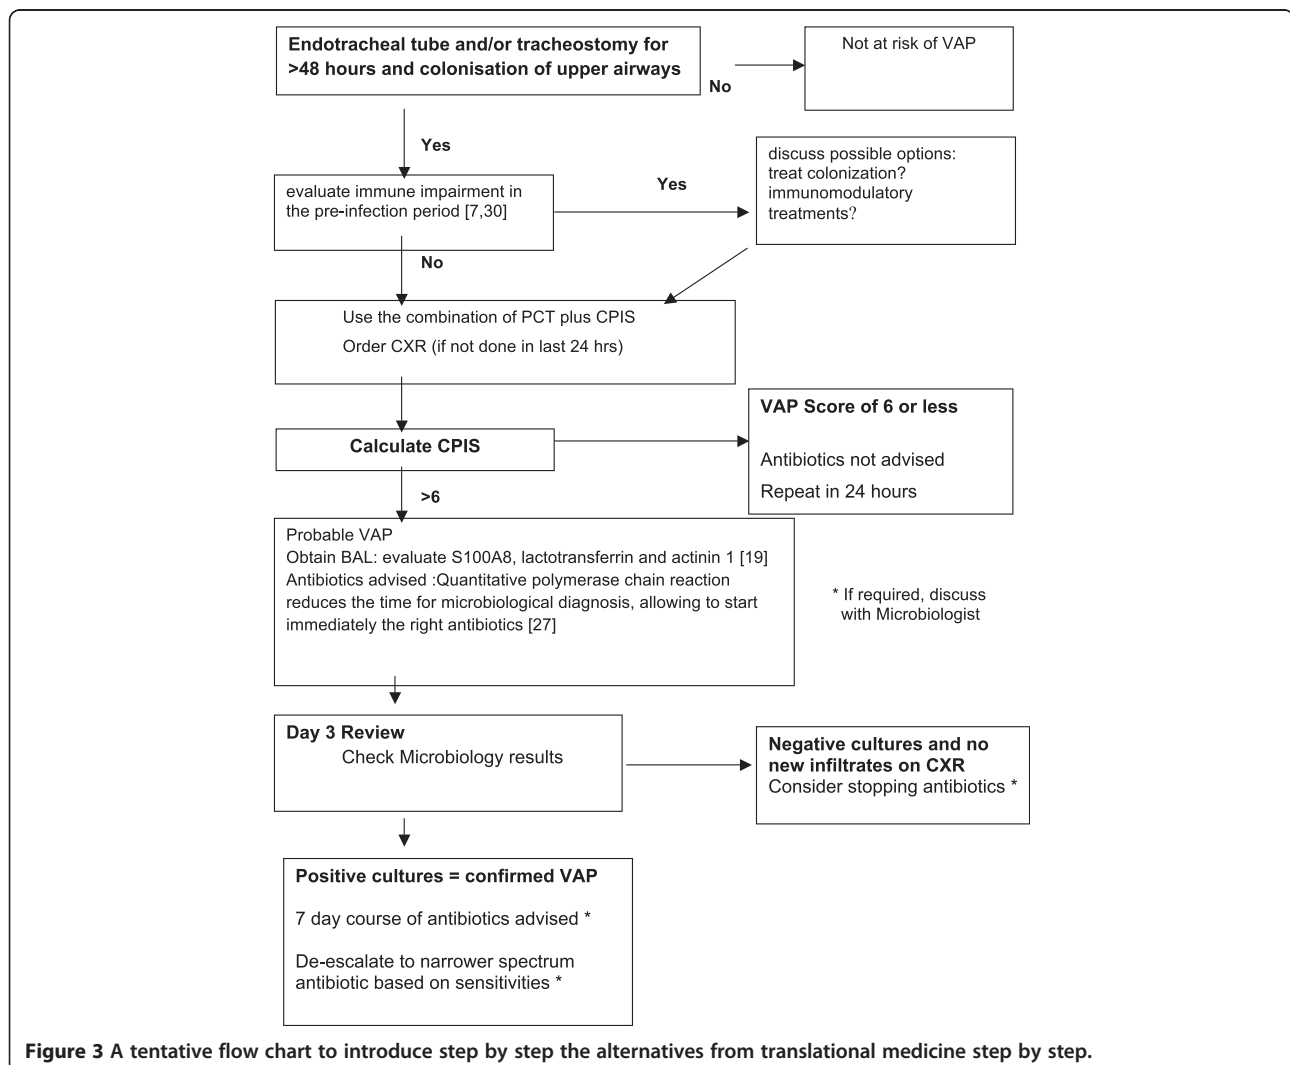 Endotracheal tube and/or tracheostomy for
>48 hours and colonisation of upper airways
No
Not at risk of VAP
Yes
evaluate immune impairment in
the pre-infection period [7,30]
Yes
discuss possible options:
treat colonization?
immunomodulatory
treatments?
No
Use the combination of PCT plus CPIS
Order CXR (if not done in last 24 hrs)
Calculate CPIS
VAP Score of 6 or less
Antibiotics not advised
Repeat in 24 hours
>6
Probable VAP
Obtain BAL: evaluate S100A8, lactotransferrin and actinin 1 [19]
Antibiotics advised :Quantitative polymerase chain reaction
reduces the time for microbiological diagnosis, allowing to start
immediately the right antibiotics [27]
* If required, discuss
with Microbiologist
Day 3 Review
Check Microbiology results
Negative cultures and no
new infiltrates on CXR
Consider stopping antibiotics *
Positive cultures = confirmed VAP
7 day course of antibiotics advised *
De-escalate to narrower spectrum
antibiotic based on sensitivities *
Figure 3 A tentative flow chart to introduce step by step the alternatives from translational medicine step by step.